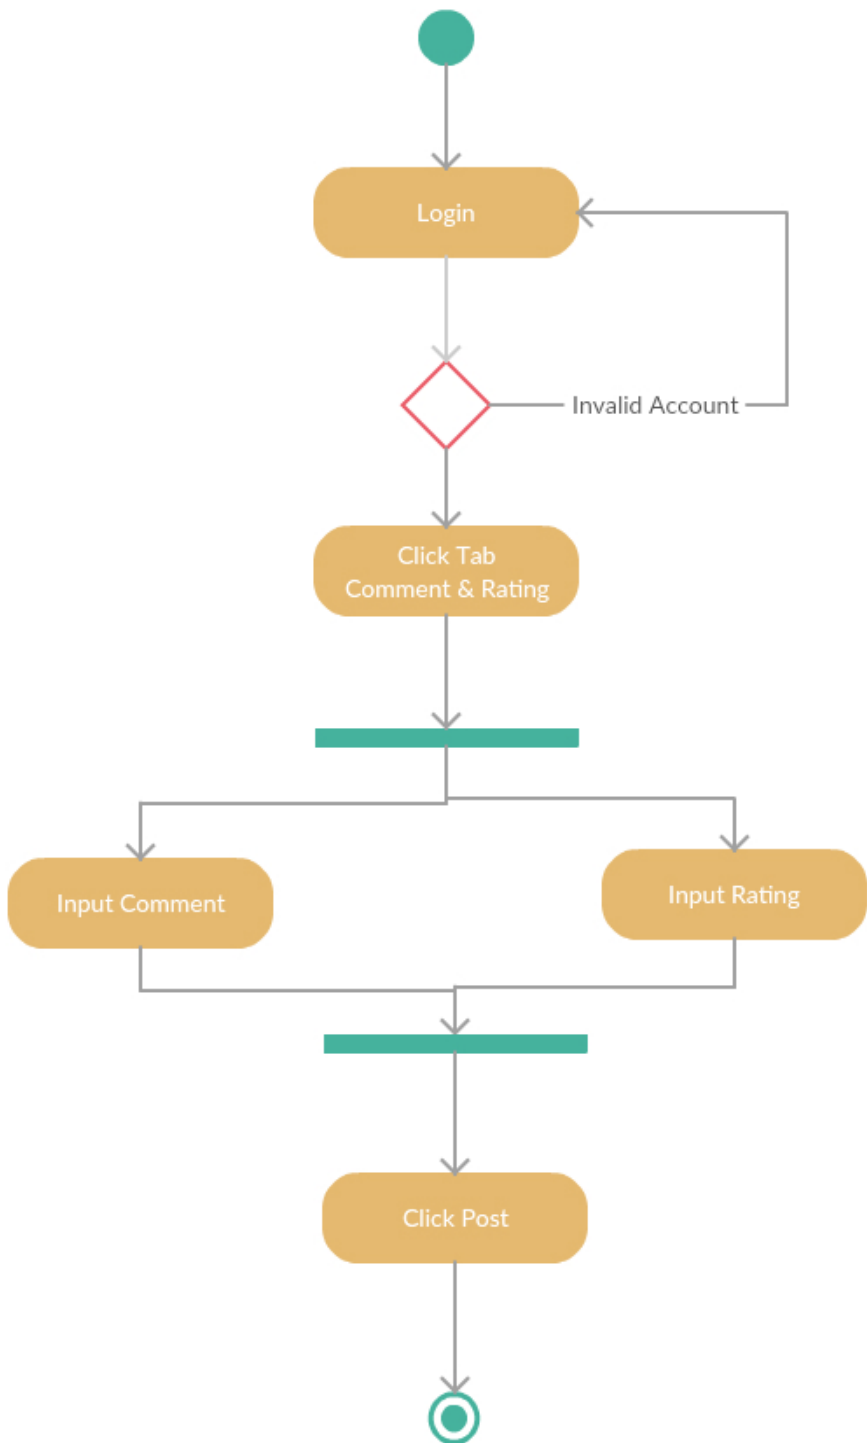 Login
Invalid Account
Click Tab
Comment & Rating
Input Comment
Input Rating
Click Post